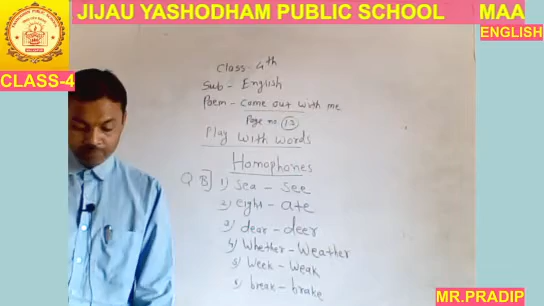 JIJAU YASHODHAM PUBLIC SCHOOL MAA
ENGLISH
CLASS-4
Class- 4th
Sub- English
Poem- Come out with me
Page no 12
Play with words
Homophones
Q B] 1) Sea - See
2) eight - ate
3) dear - deer
4) Whether - Weather
5) Week - Weak
6) break - brake
MR.PRADIP